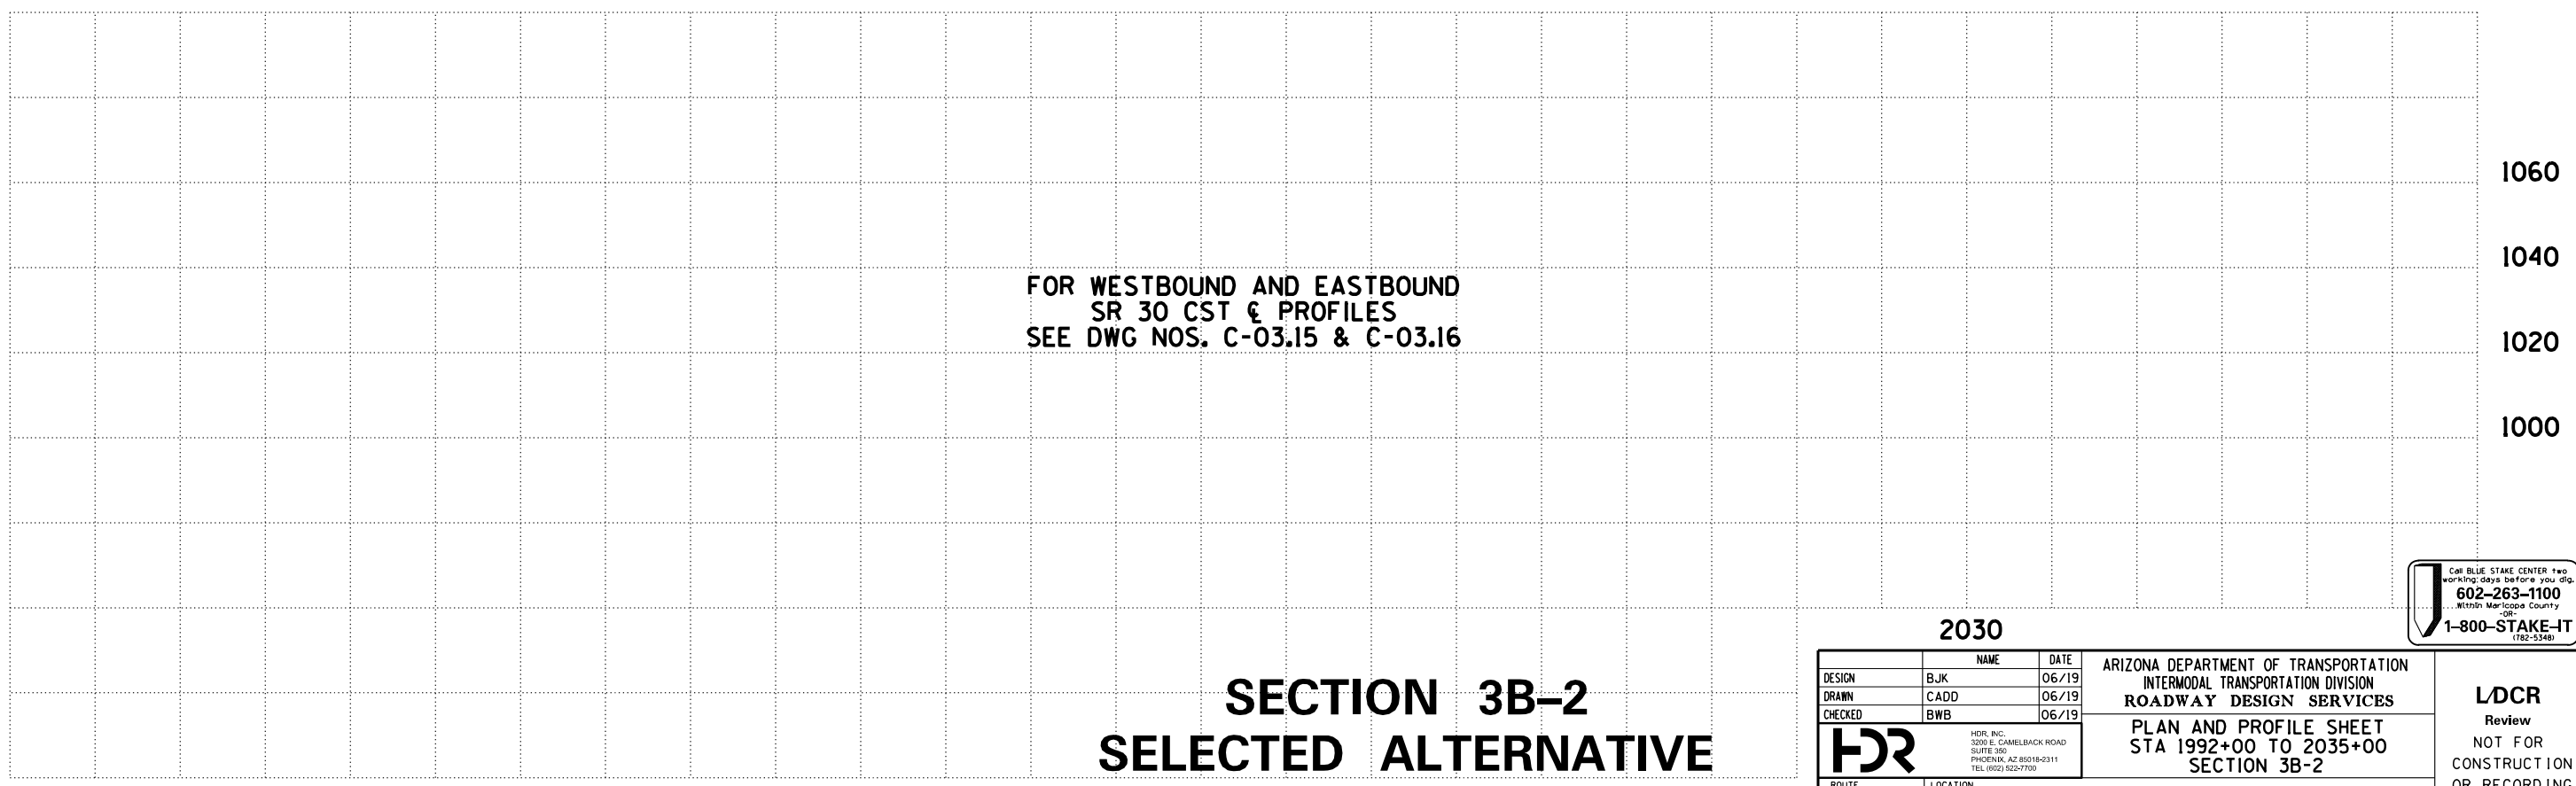 1060
1040
FOR WESTBOUND AND EASTBOUND
SR 30 CST ℄ PROFILES
SEE DWG NOS. C-03.15 & C-03.16
1020
1000
Call BLUE STAKE CENTER two
working days before you dig.
602-263-1100
Within Maricopa County
-OR-
1-800-STAKE-IT
(782-5348)
2030
SECTION 3B-2
SELECTED ALTERNATIVE
NAME DATE
DESIGN BJK 06/19
DRAWN CADD 06/19
CHECKED BWB 06/19
HDR
HDR, INC.
3200 E. CAMELBACK ROAD
SUITE 350
PHOENIX, AZ 85018-2311
TEL (602) 522-7700
ROUTE LOCATION
ARIZONA DEPARTMENT OF TRANSPORTATION
INTERMODAL TRANSPORTATION DIVISION
ROADWAY DESIGN SERVICES
PLAN AND PROFILE SHEET
STA 1992+00 TO 2035+00
SECTION 3B-2
L/DCR
Review
NOT FOR
CONSTRUCTION
OR RECORDING